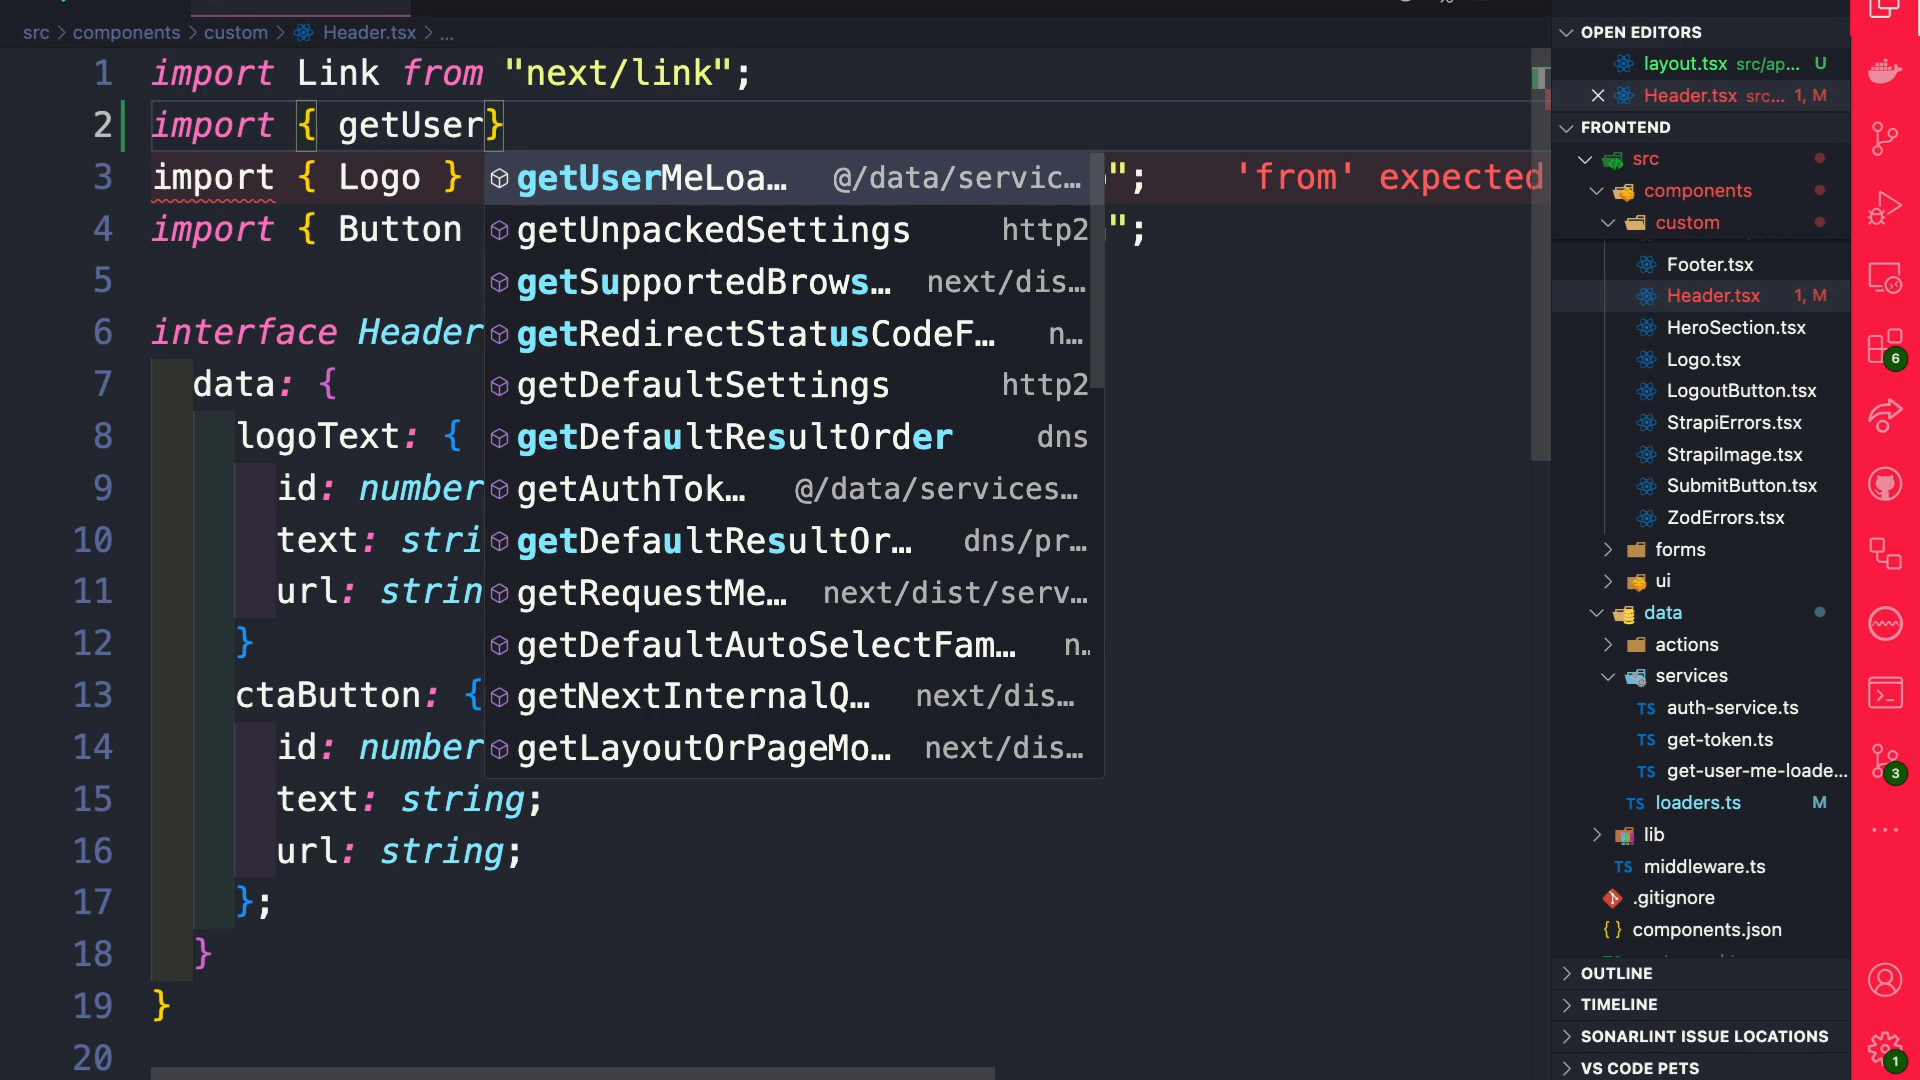 src > components > custom > Header.tsx > ...
1 import Link from "next/link";
2 import { getUser}
3 import { Logo } "; 'from' expected
4 import { Button ";
5
6 interface Header
7 data: {
8 logoText: {
9 id: number
10 text: stri
11 url: strin
12 }
13 ctaButton: {
14 id: number
15 text: string;
16 url: string;
17 };
18 }
19 }
20
getUserMeLoa… @/data/servic…
getUnpackedSettings http2
getSupportedBrows… next/dis…
getRedirectStatusCodeF… n…
getDefaultSettings http2
getDefaultResultOrder dns
getAuthTok… @/data/services…
getDefaultResultOr… dns/pr…
getRequestMe… next/dist/serv…
getDefaultAutoSelectFam… n…
getNextInternalQ… next/dis…
getLayoutOrPageMo… next/dis…
OPEN EDITORS
layout.tsx src/ap... U
Header.tsx src... 1, M
FRONTEND
src
components
custom
Footer.tsx
Header.tsx 1, M
HeroSection.tsx
Logo.tsx
LogoutButton.tsx
StrapiErrors.tsx
StrapiImage.tsx
SubmitButton.tsx
ZodErrors.tsx
forms
ui
data
actions
services
TS auth-service.ts
TS get-token.ts
TS get-user-me-loade...
TS loaders.ts M
lib
TS middleware.ts
.gitignore
{ } components.json
OUTLINE
TIMELINE
SONARLINT ISSUE LOCATIONS
VS CODE PETS
6
3
1